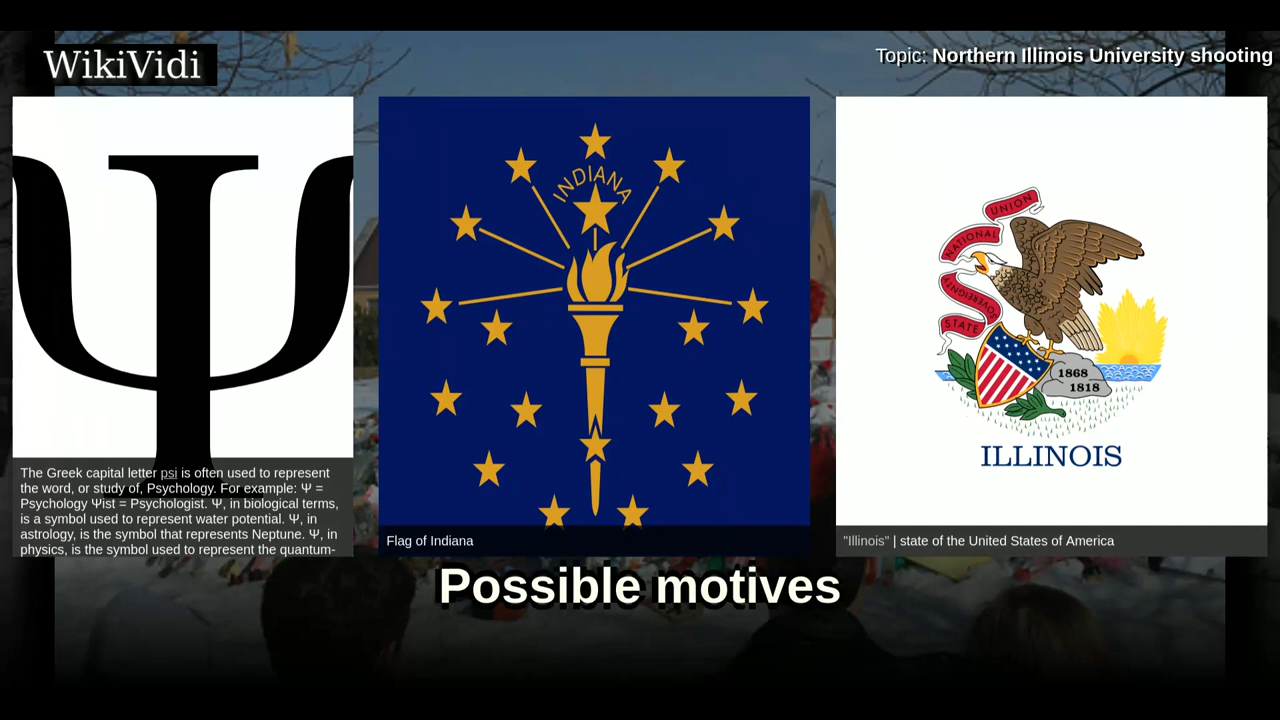 WikiVidi
Topic: Northern Illinois University shooting
The Greek capital letter psi is often used to represent
the word, or study of, Psychology. For example: Ψ =
Psychology Ψist = Psychologist. Ψ, in biological terms,
is a symbol used to represent water potential. Ψ, in
astrology, is the symbol that represents Neptune. Ψ, in
physics, is the symbol used to represent the quantum-
INDIANA
Flag of Indiana
UNION
NATIONAL
SOVEREIGNTY
STATE
1868
1818
ILLINOIS
"Illinois" | state of the United States of America
Possible motives